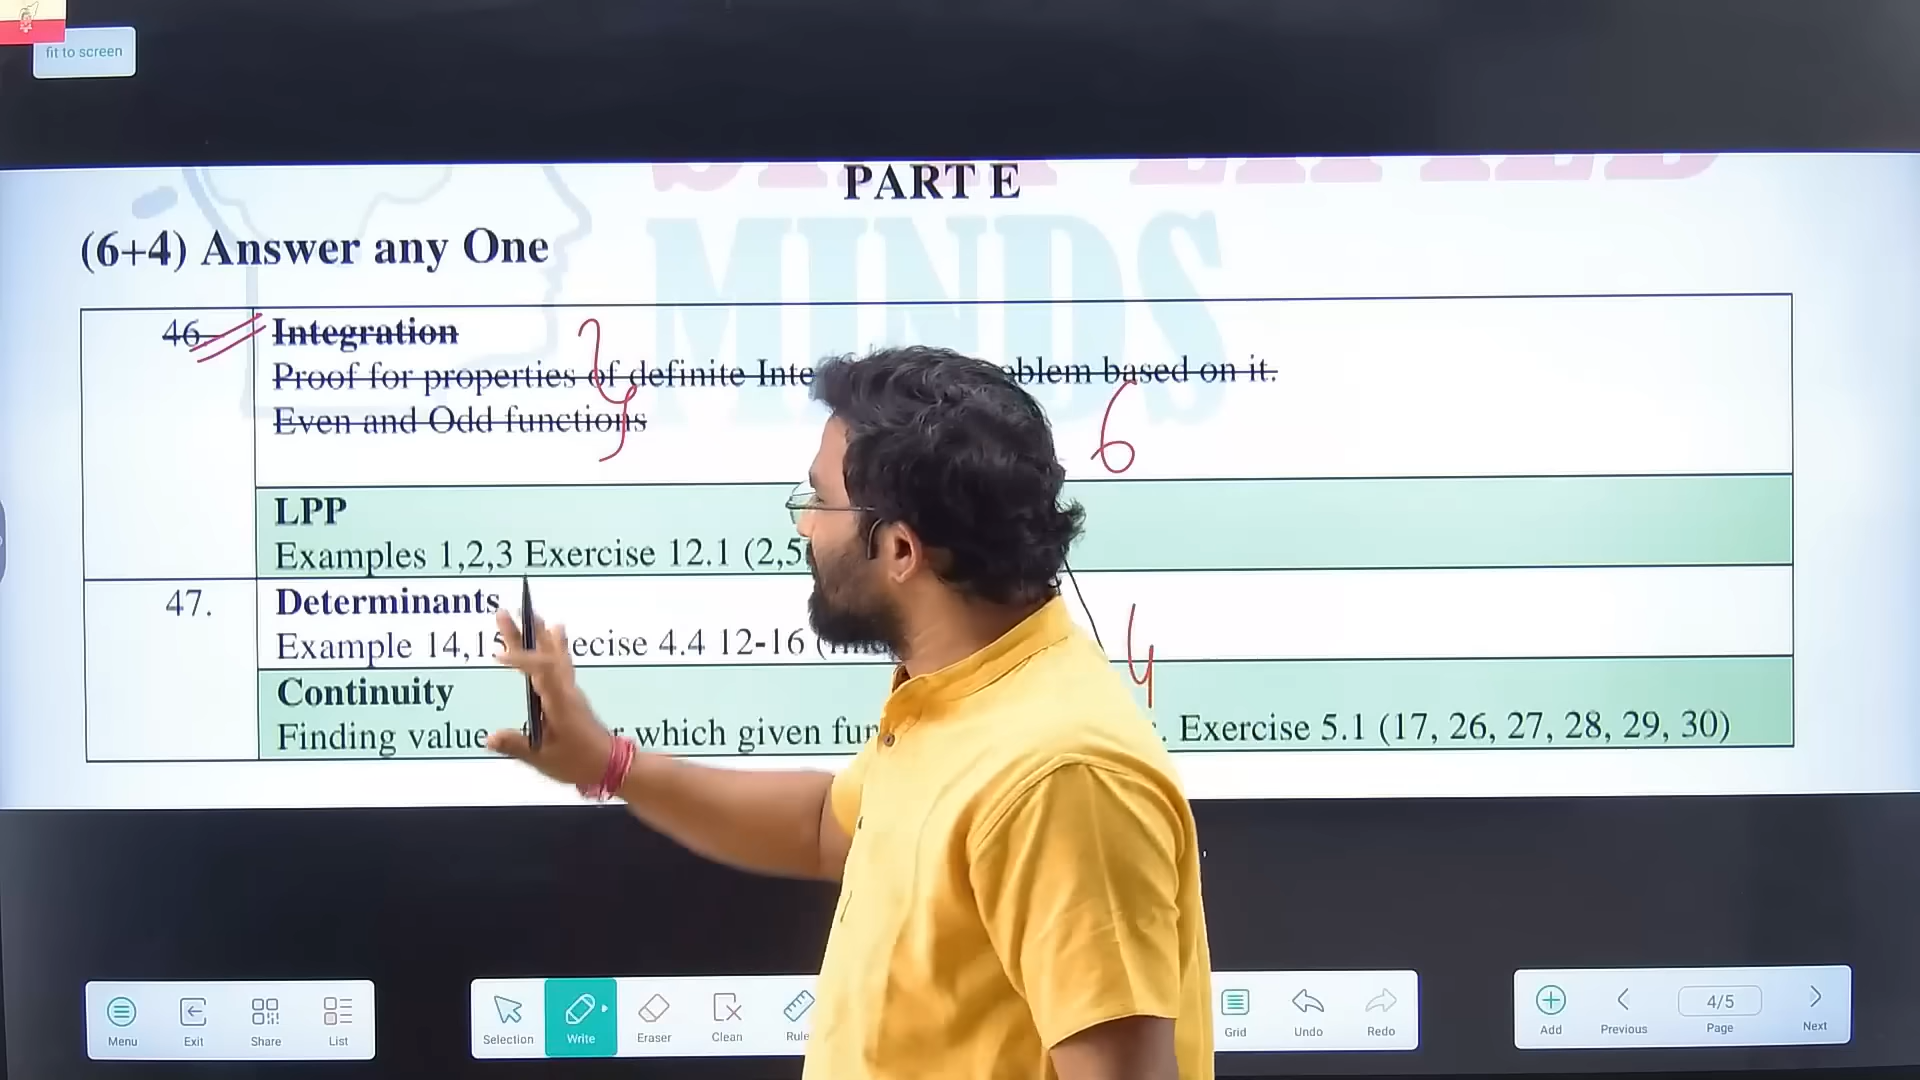 fit to screen
MINDS
PART E
(6+4) Answer any One
46. Integration
Proof for properties of definite blem based on it.
Even and Odd functions
6
LPP
Examples 1,2,3 Exercise 12.1 (2,5
47. Determinants
Example 14,15 ecise 4.4 12-16
4
Continuity
Finding value which given . Exercise 5.1 (17, 26, 27, 28, 29, 30)
Menu Exit Share List Selection Write Eraser Clean Grid Undo Redo Add Previous 4/5 Page Next